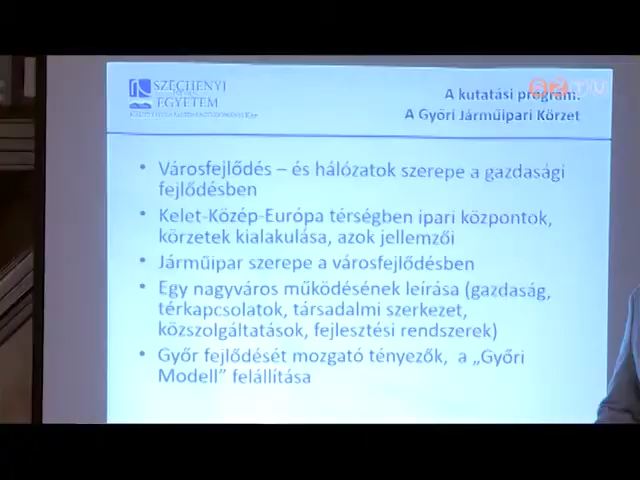 SZÉCHENYI
EGYETEM
A kutatási program:
A Győri Járműipari Körzet
• Városfejlődés – és hálózatok szerepe a gazdasági
fejlődésben
• Kelet-Közép-Európa térségben ipari központok,
körzetek kialakulása, azok jellemzői
• Járműipar szerepe a városfejlődésben
• Egy nagyváros működésének leírása (gazdaság,
térkapcsolatok, társadalmi szerkezet,
közszolgáltatások, fejlesztési rendszerek)
• Győr fejlődését mozgató tényezők, a „Győri
Modell” felállítása